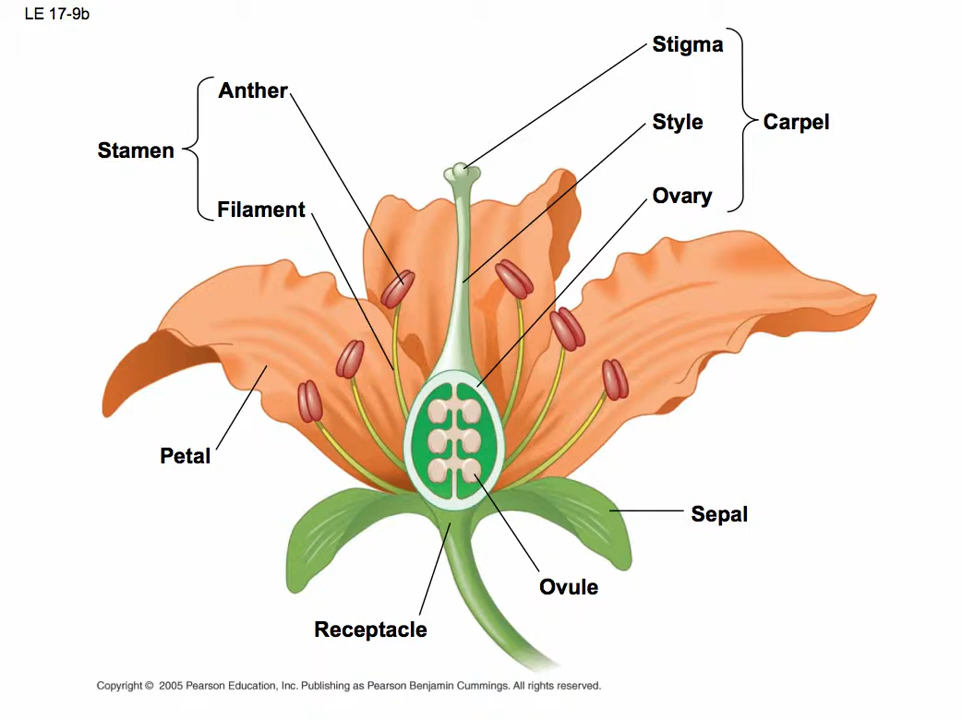 LE 17-9b
Stigma
Anther
Style
Carpel
Stamen
Ovary
Filament
Petal
Sepal
Ovule
Receptacle
Copyright © 2005 Pearson Education, Inc. Publishing as Pearson Benjamin Cummings. All rights reserved.